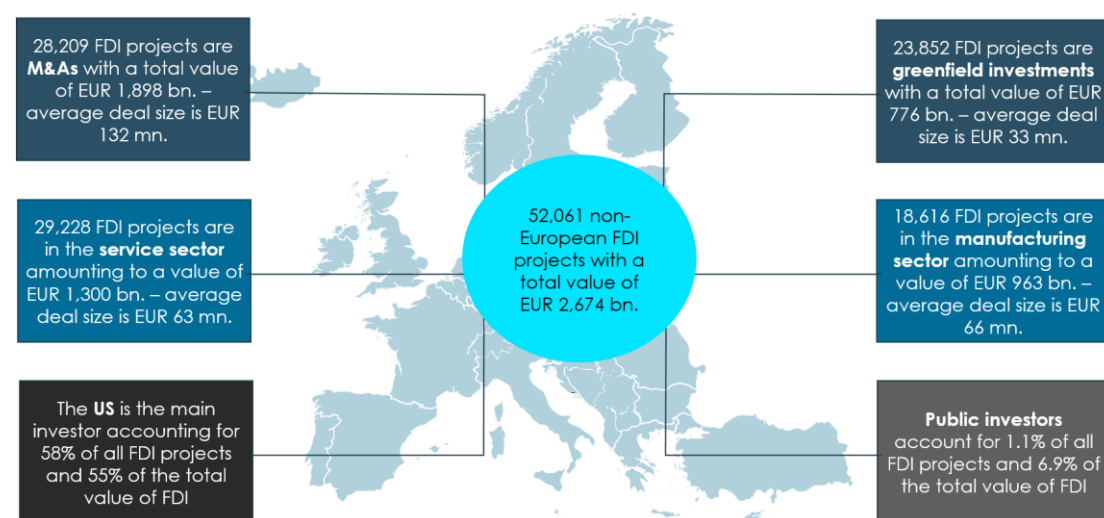 28,209 FDI projects are
M&As with a total value
of EUR 1,898 bn. –
average deal size is EUR
132 mn.
23,852 FDI projects are
greenfield investments
with a total value of EUR
776 bn. – average deal
size is EUR 33 mn.
52,061 non-
European FDI
projects with a
total value of
EUR 2,674 bn.
29,228 FDI projects are
in the service sector
amounting to a value of
EUR 1,300 bn. – average
deal size is EUR 63 mn.
18,616 FDI projects are
in the manufacturing
sector amounting to a
value of EUR 963 bn. –
average deal size is EUR
66 mn.
The US is the main
investor accounting for
58% of all FDI projects
and 55% of the total
value of FDI
Public investors
account for 1.1% of all
FDI projects and 6.9% of
the total value of FDI